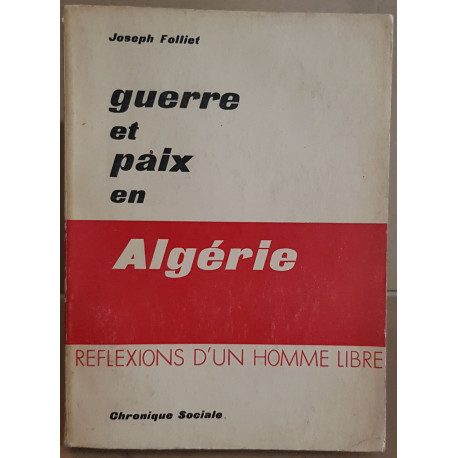 Joseph Folliet
guerre
et
paix
en
Algérie
REFLEXIONS D'UN HOMME LIBRE
Chronique Sociale